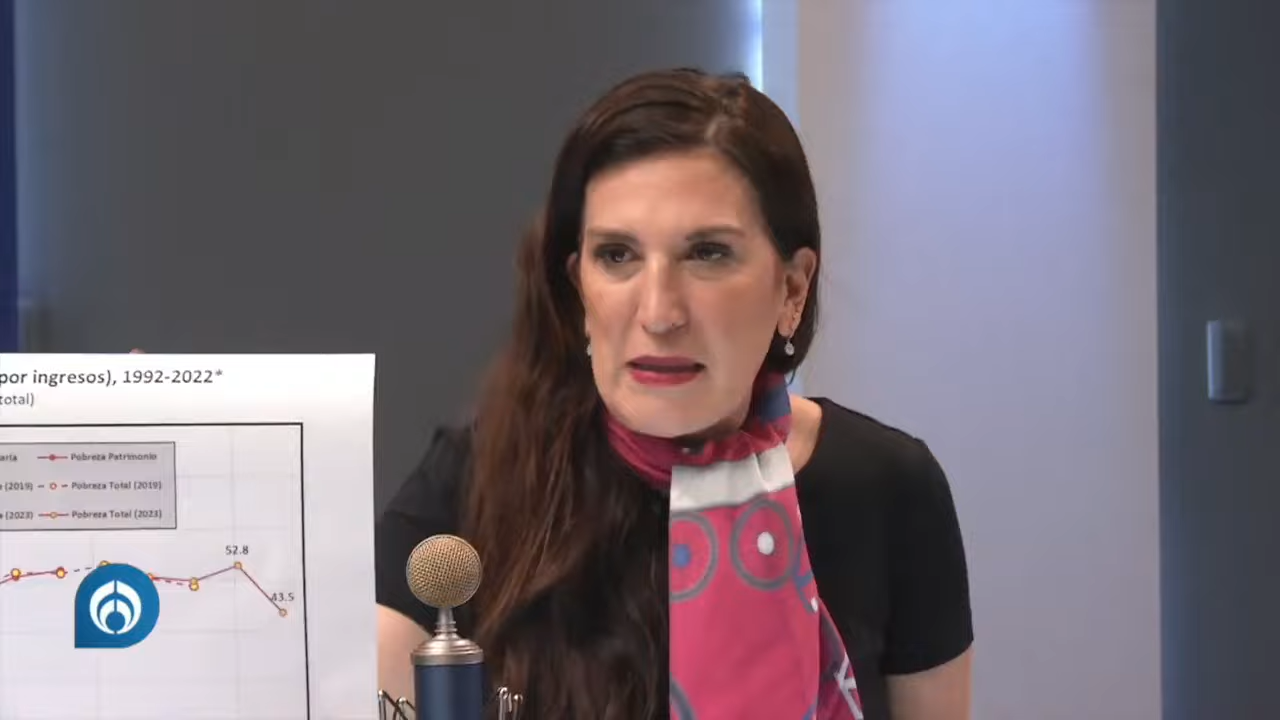 por ingresos), 1992-2022*
total)
aria Pobreza Patrimonio
(2019) Pobreza Total (2019)
(2023) Pobreza Total (2023)
52.8
43.5